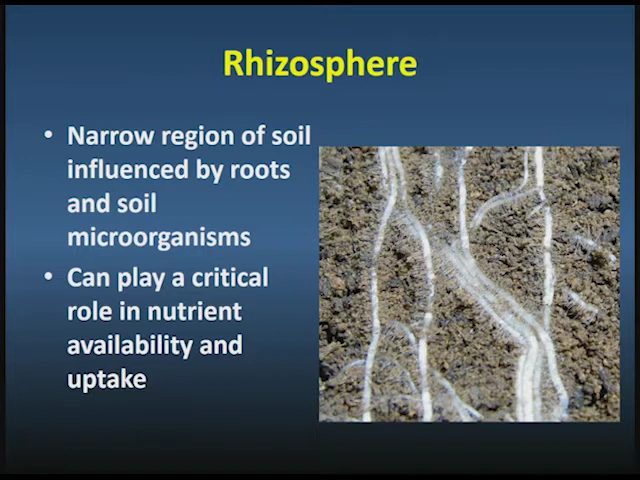 Rhizosphere
• Narrow region of soil
influenced by roots
and soil
microorganisms
• Can play a critical
role in nutrient
availability and
uptake